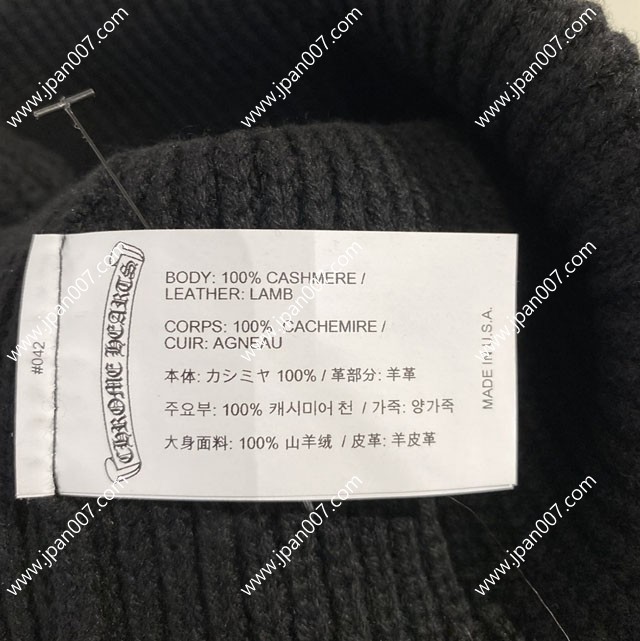 www.jpan007.com
www.jpan007.com
www.jpan007.com
BODY: 100% CASHMERE /
LEATHER: LAMB
CORPS: 100% CACHEMIRE /
CUIR: AGNEAU
本体: カシミヤ 100% / 革部分: 羊革
주요부: 100% 캐시미어 천 / 가죽: 양가죽
大身面料: 100% 山羊绒 / 皮革: 羊皮革
#042
CHROME HEARTS
MADE IN U.S.A.
www.jpan007.com
www.jpan007.com
www.jpan007.com
www.jpan007.com
www.jpan007.com
www.jpan007.com